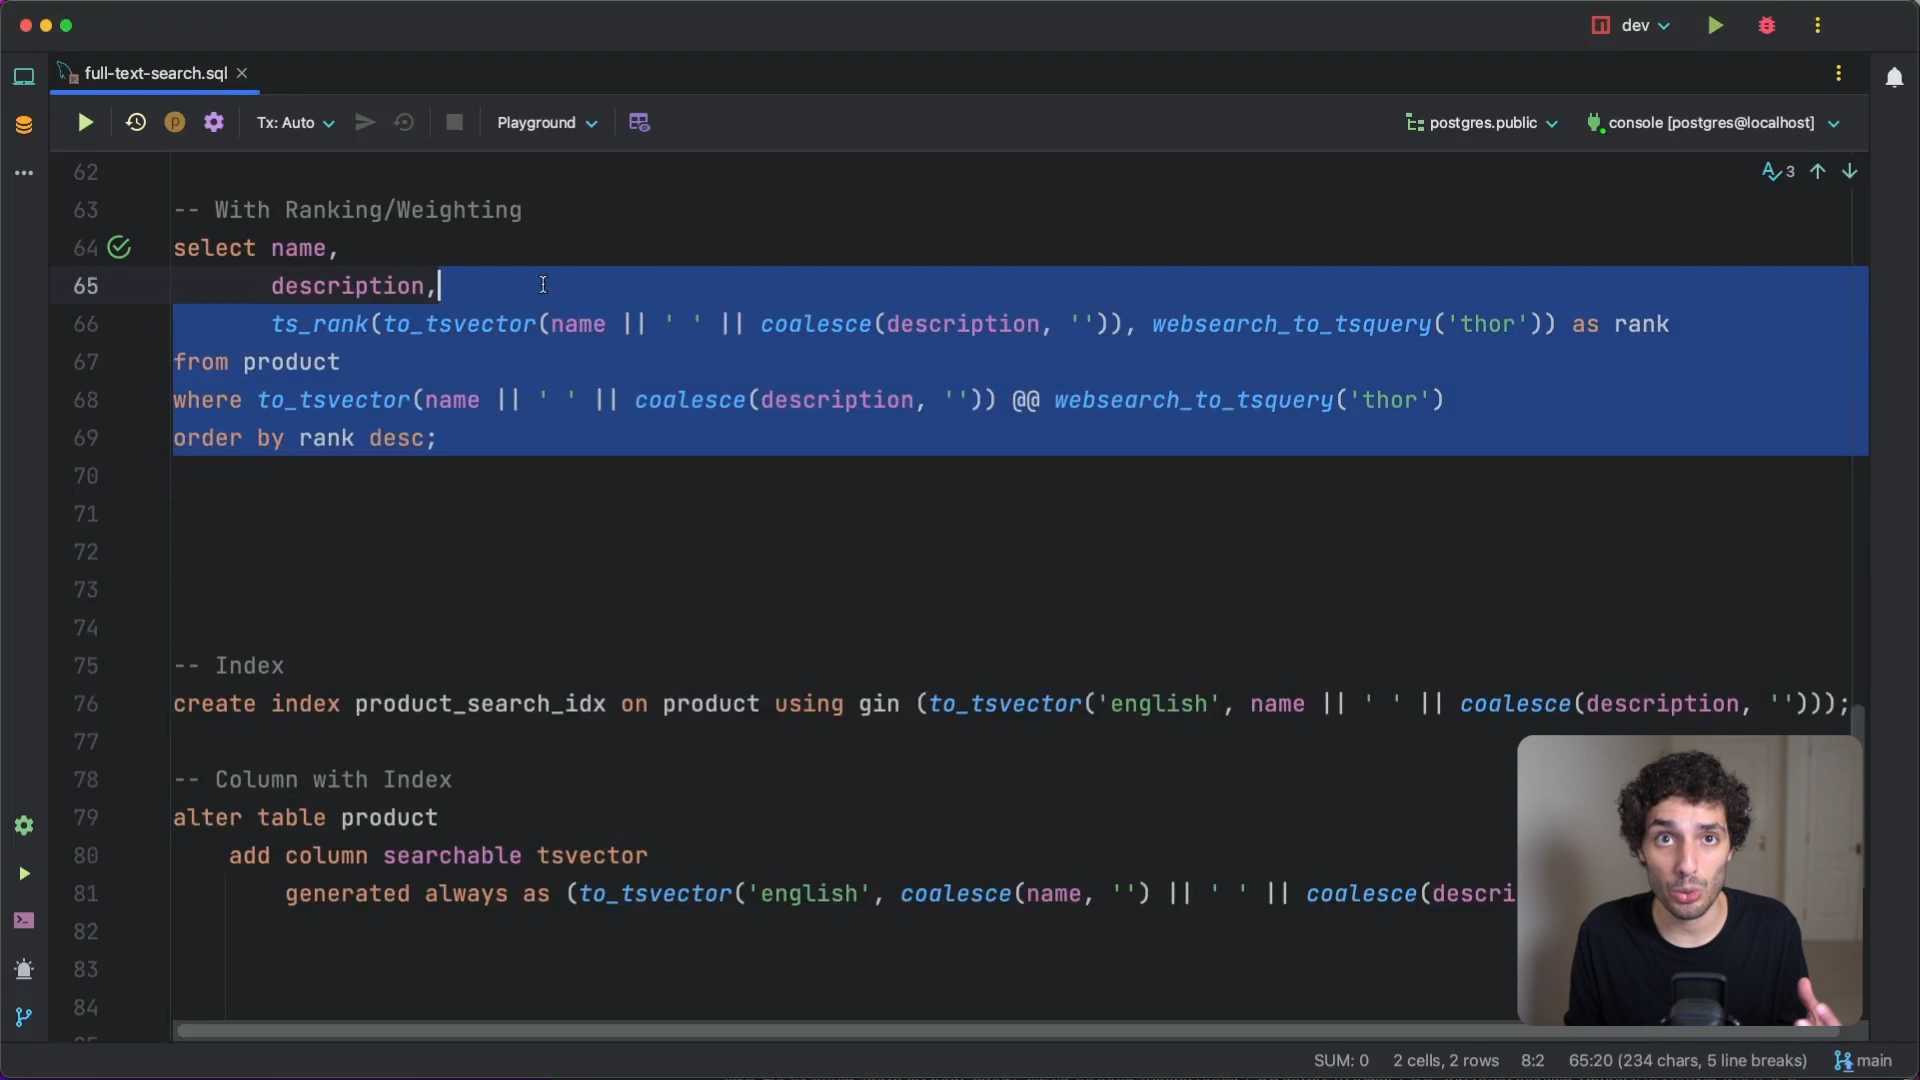 dev
full-text-search.sql
p
Tx: Auto
Playground
postgres.public
console [postgres@localhost]
3
62
63 -- With Ranking/Weighting
64 select name,
65 description,
66 ts_rank(to_tsvector(name || ' ' || coalesce(description, '')), websearch_to_tsquery('thor')) as rank
67 from product
68 where to_tsvector(name || ' ' || coalesce(description, '')) @@ websearch_to_tsquery('thor')
69 order by rank desc;
70
71
72
73
74
75 -- Index
76 create index product_search_idx on product using gin (to_tsvector('english', name || ' ' || coalesce(description, '')));
77
78 -- Column with Index
79 alter table product
80 add column searchable tsvector
81 generated always as (to_tsvector('english', coalesce(name, '') || ' ' || coalesce(descri
82
83
84
SUM: 0 2 cells, 2 rows 8:2 65:20 (234 chars, 5 line breaks) main